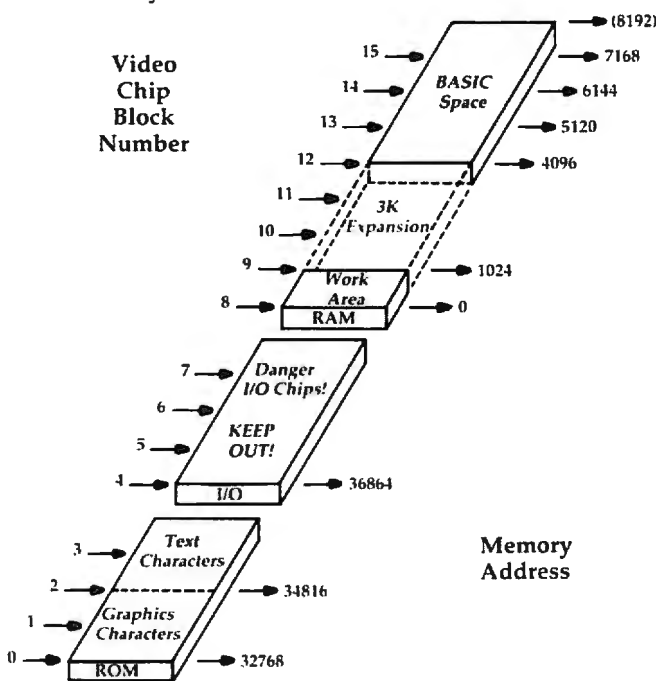 (8192)
15
7168
Video
Chip
Block
Number
14
BASIC
Space
6144
13
5120
12
4096
11
3K
Expansion
10
9
1024
Work
Area
8
RAM
0
7
Danger
I/O Chips!
6
KEEP
OUT!
5
4
I/O
36864
3
Text
Characters
Memory
Address
2
34816
1
Graphics
Characters
0
ROM
32768